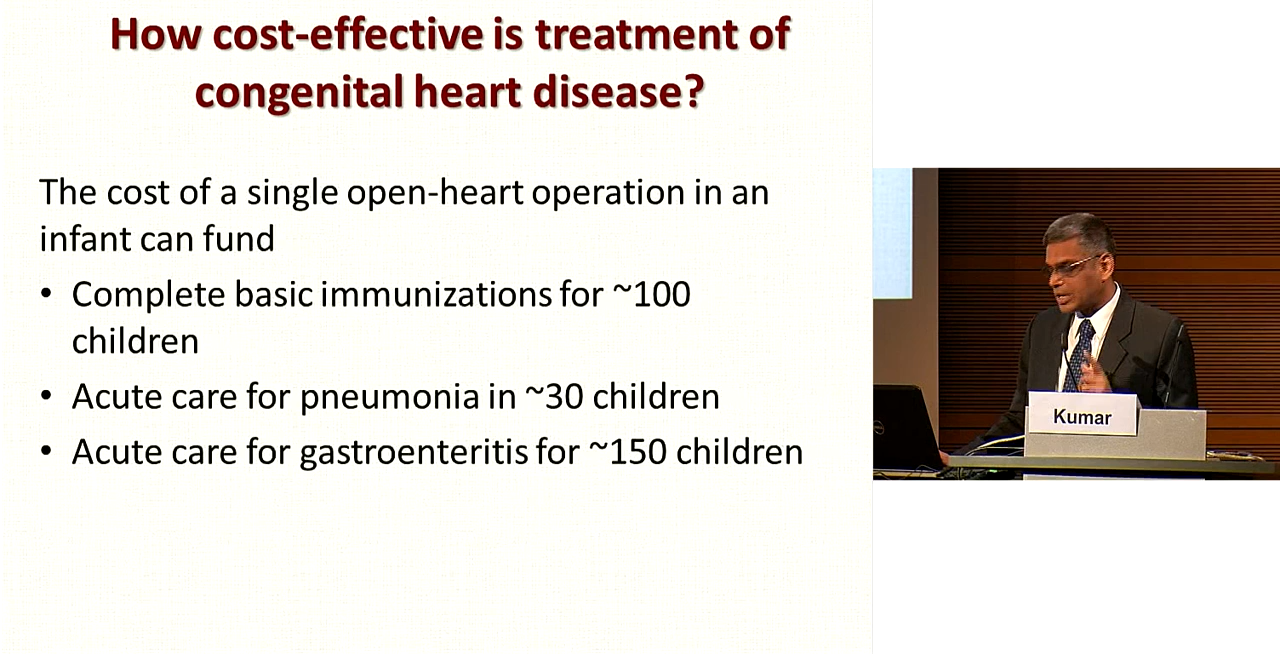 How cost-effective is treatment of
congenital heart disease?
The cost of a single open-heart operation in an
infant can fund
• Complete basic immunizations for ~100
children
• Acute care for pneumonia in ~30 children
• Acute care for gastroenteritis for ~150 children
Kumar